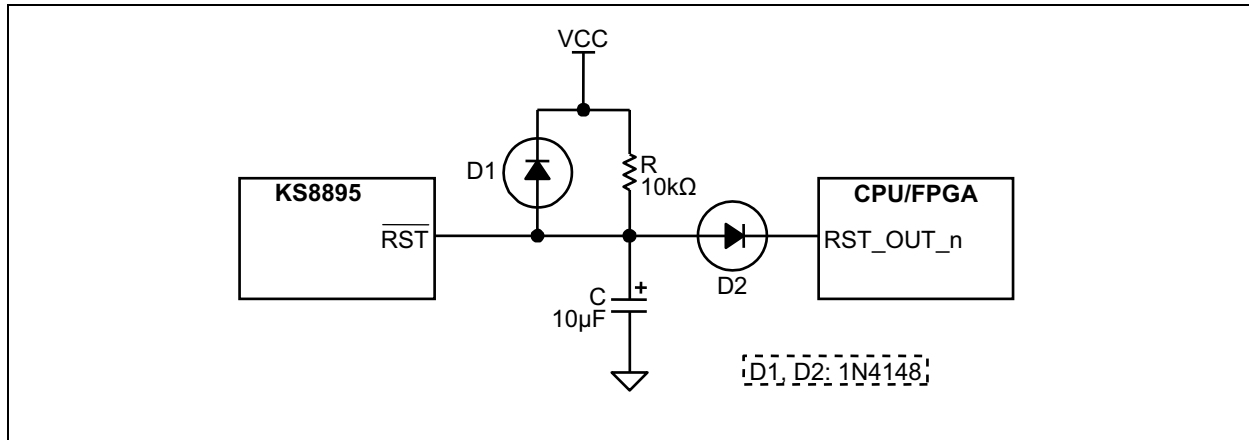 VCC
D1
R
10kΩ
KS8895
RST
CPU/FPGA
RST_OUT_n
D2
C
+
10µF
D1, D2: 1N4148